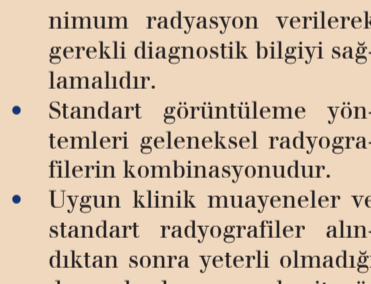 nimum radyasyon verilerek
gerekli diagnostik bilgiyi sağ-
lamalıdır.
• Standart görüntüleme yön-
temleri geleneksel radyogra-
filerin kombinasyonudur.
• Uygun klinik muayeneler ve
standart radyografiler alın-
dıktan sonra yeterli olmadığı